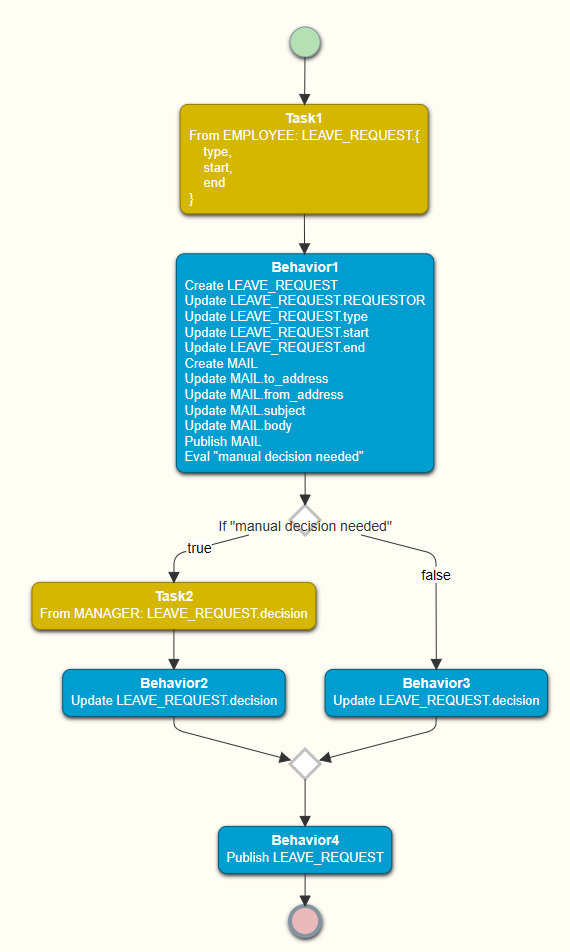 Task1
From EMPLOYEE: LEAVE_REQUEST.{
type,
start,
end
}
Behavior1
Create LEAVE_REQUEST
Update LEAVE_REQUEST.REQUESTOR
Update LEAVE_REQUEST.type
Update LEAVE_REQUEST.start
Update LEAVE_REQUEST.end
Create MAIL
Update MAIL.to_address
Update MAIL.from_address
Update MAIL.subject
Update MAIL.body
Publish MAIL
Eval "manual decision needed"
If "manual decision needed"
true
false
Task2
From MANAGER: LEAVE_REQUEST.decision
Behavior2
Update LEAVE_REQUEST.decision
Behavior3
Update LEAVE_REQUEST.decision
Behavior4
Publish LEAVE_REQUEST